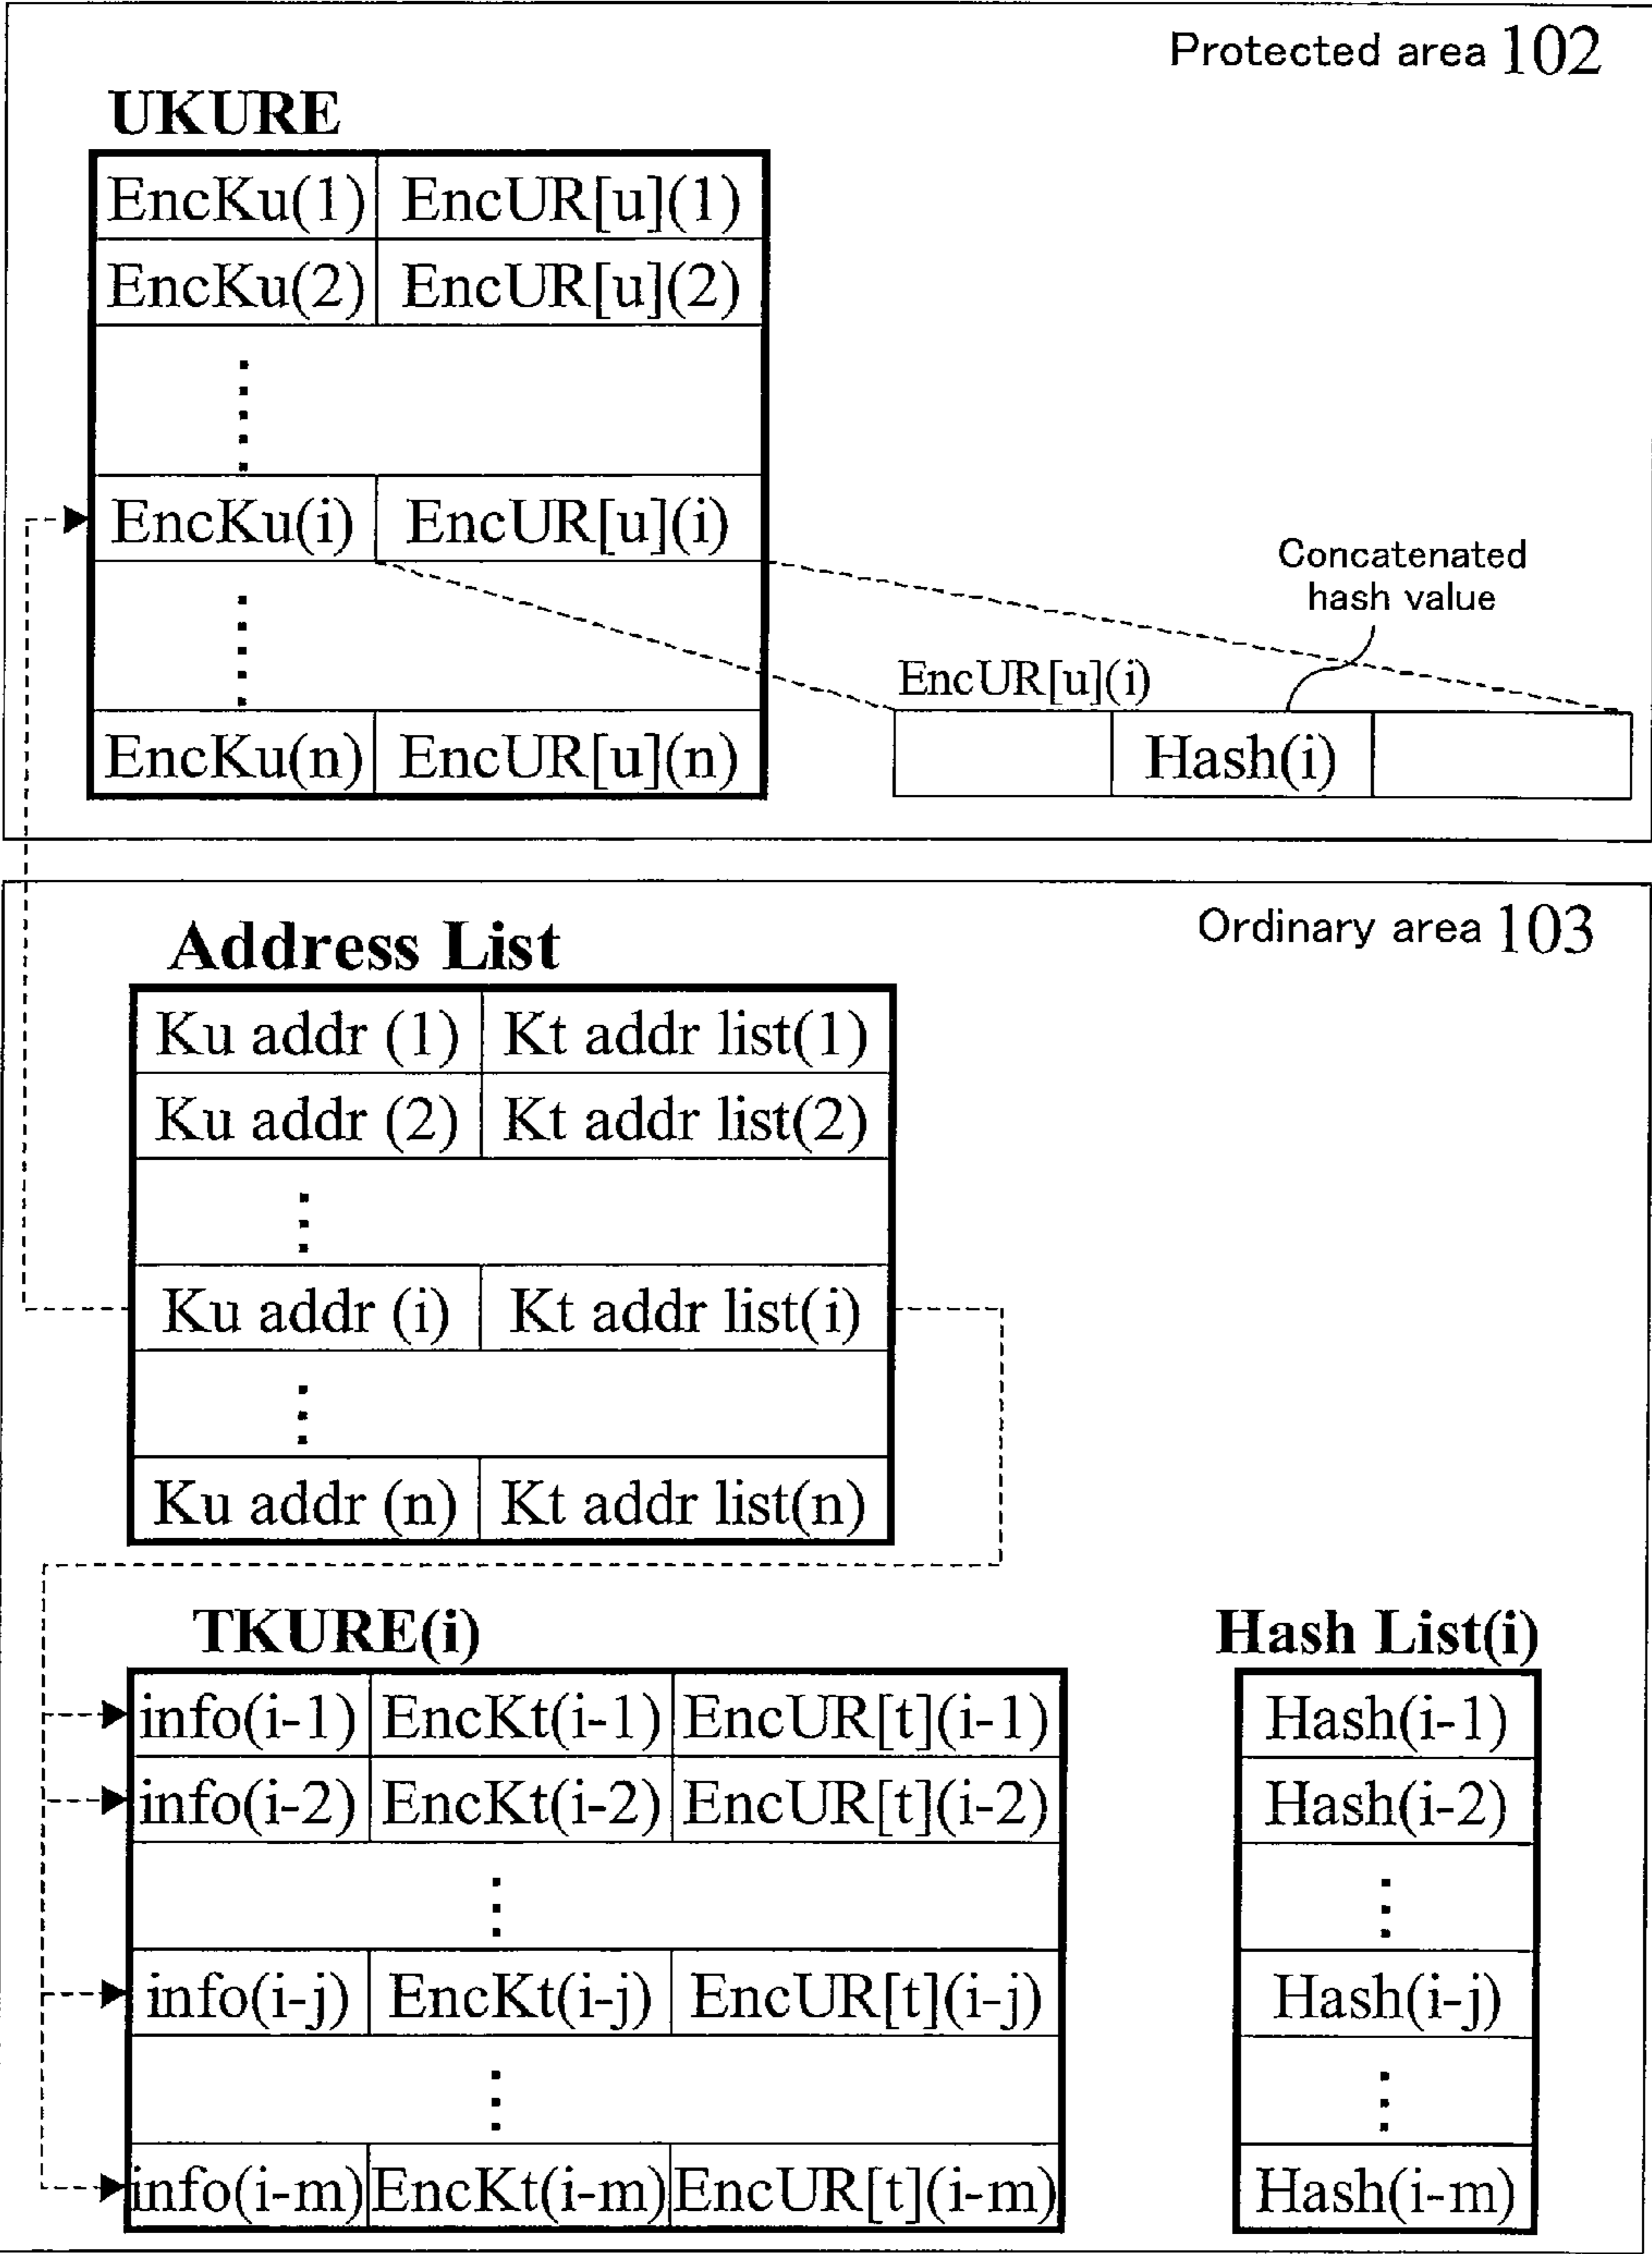 Protected area 102
UKURE
EncKu(1) EncUR[u](1)
EncKu(2) EncUR[u](2)
EncKu(i) EncUR[u](i)
Concatenated
hash value
EncUR[u](i)
EncKu(n) EncUR[u](n)
Hash(i)
Ordinary area 103
Address List
Ku addr (1) Kt addr list(1)
Ku addr (2) Kt addr list(2)
Ku addr (i) Kt addr list(i)
Ku addr (n) Kt addr list(n)
TKURE(i)
info(i-1) EncKt(i-1) EncUR[t](i-1)
info(i-2) EncKt(i-2) EncUR[t](i-2)
info(i-j) EncKt(i-j) EncUR[t](i-j)
info(i-m) EncKt(i-m) EncUR[t](i-m)
Hash List(i)
Hash(i-1)
Hash(i-2)
Hash(i-j)
Hash(i-m)